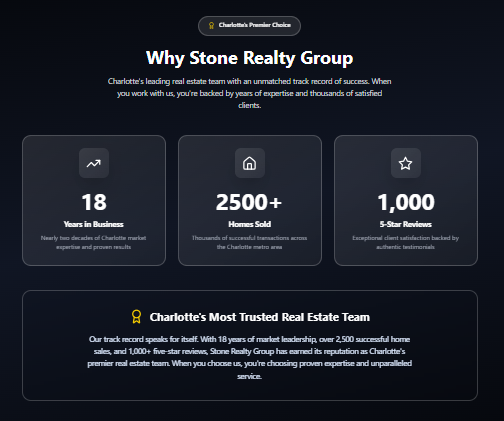 Charlotte's Premier Choice
Why Stone Realty Group
Charlotte's leading real estate team with an unmatched track record of success. When
you work with us, you're backed by years of expertise and thousands of satisfied
clients.
18
Years in Business
Nearly two decades of Charlotte market
expertise and proven results
2500+
Homes Sold
Thousands of successful transactions across
the Charlotte metro area
1,000
5-Star Reviews
Exceptional client satisfaction backed by
authentic testimonials
Charlotte's Most Trusted Real Estate Team
Our track record speaks for itself. With 18 years of market leadership, over 2,500 successful home
sales, and 1,000+ five-star reviews, Stone Realty Group has earned its reputation as Charlotte's
premier real estate team. When you choose us, you're choosing proven expertise and unparalleled
service.